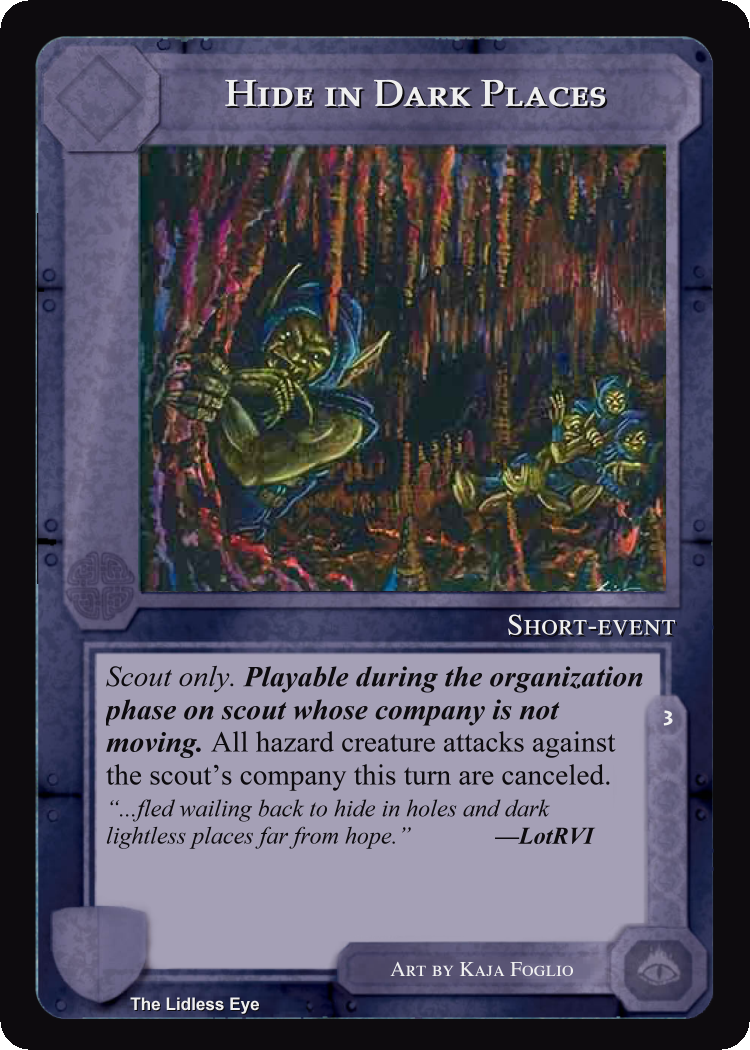 Hide in Dark Places
Short-event
Scout only. Playable during the organization
phase on scout whose company is not
moving. All hazard creature attacks against
the scout's company this turn are canceled.
"...fled wailing back to hide in holes and dark
lightless places far from hope." —LotRVI
3
Art by Kaja Foglio
The Lidless Eye